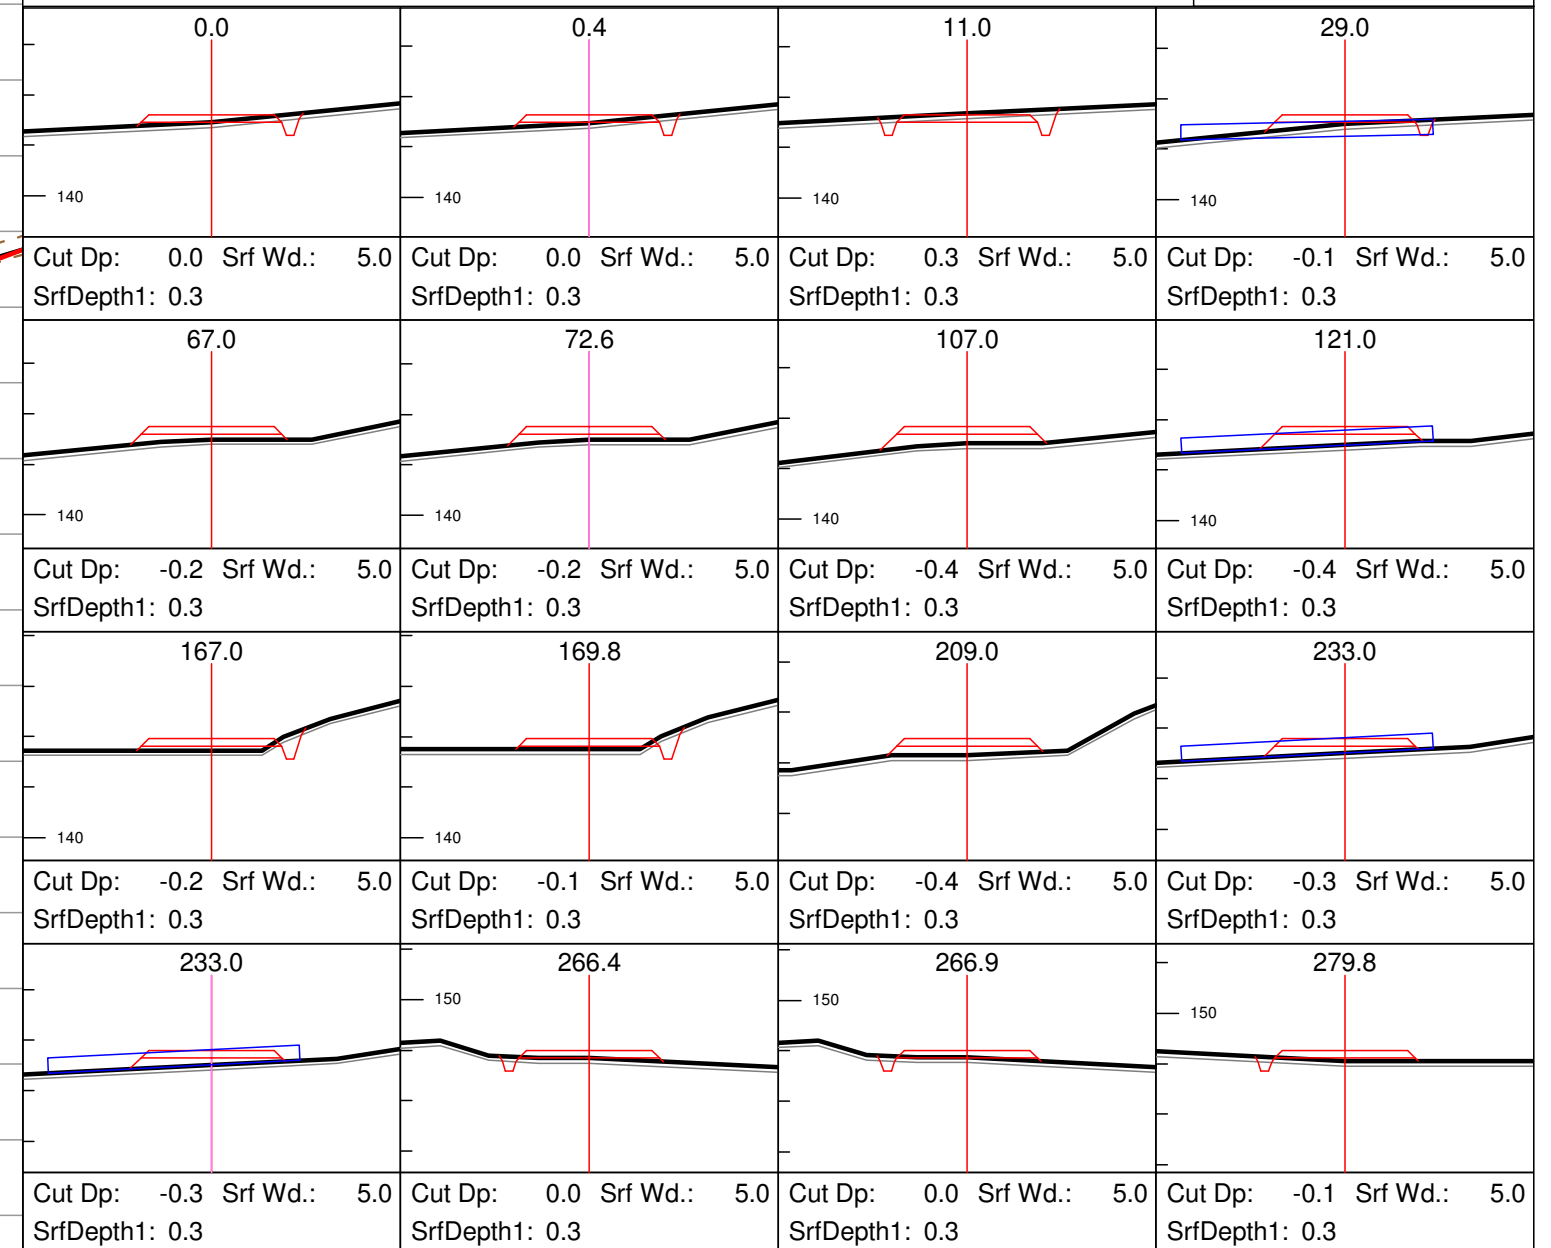 0.0 0.4 11.0 29.0
140 140 140 140
Cut Dp: 0.0 Srf Wd.: 5.0 Cut Dp: 0.0 Srf Wd.: 5.0 Cut Dp: 0.3 Srf Wd.: 5.0 Cut Dp: -0.1 Srf Wd.: 5.0
SrfDepth1: 0.3 SrfDepth1: 0.3 SrfDepth1: 0.3 SrfDepth1: 0.3
67.0 72.6 107.0 121.0
140 140 140 140
Cut Dp: -0.2 Srf Wd.: 5.0 Cut Dp: -0.2 Srf Wd.: 5.0 Cut Dp: -0.4 Srf Wd.: 5.0 Cut Dp: -0.4 Srf Wd.: 5.0
SrfDepth1: 0.3 SrfDepth1: 0.3 SrfDepth1: 0.3 SrfDepth1: 0.3
167.0 169.8 209.0 233.0
140 140
Cut Dp: -0.2 Srf Wd.: 5.0 Cut Dp: -0.1 Srf Wd.: 5.0 Cut Dp: -0.4 Srf Wd.: 5.0 Cut Dp: -0.3 Srf Wd.: 5.0
SrfDepth1: 0.3 SrfDepth1: 0.3 SrfDepth1: 0.3 SrfDepth1: 0.3
233.0 266.4 266.9 279.8
150 150 150
Cut Dp: -0.3 Srf Wd.: 5.0 Cut Dp: 0.0 Srf Wd.: 5.0 Cut Dp: 0.0 Srf Wd.: 5.0 Cut Dp: -0.1 Srf Wd.: 5.0
SrfDepth1: 0.3 SrfDepth1: 0.3 SrfDepth1: 0.3 SrfDepth1: 0.3